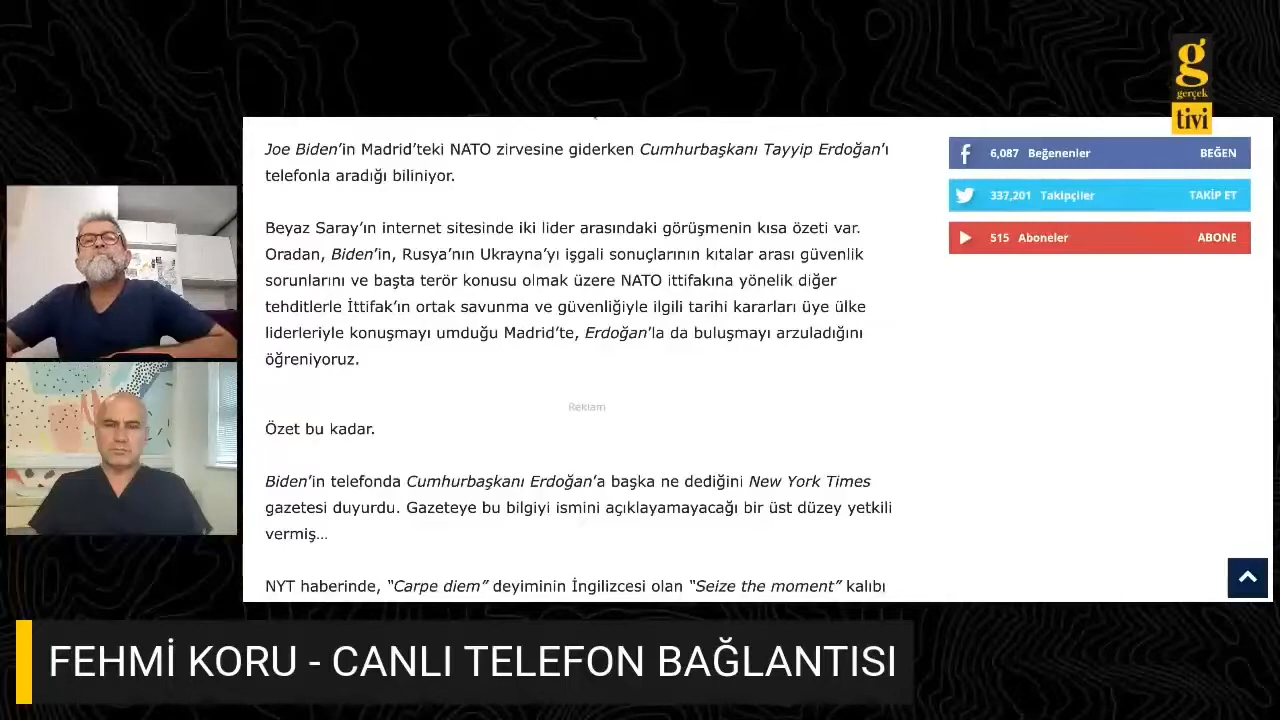 g
gerçek
tivi
Joe Biden’in Madrid’teki NATO zirvesine giderken Cumhurbaşkanı Tayyip Erdoğan’ı
telefonla aradığı biliniyor.
Beyaz Saray’ın internet sitesinde iki lider arasındaki görüşmenin kısa özeti var.
Oradan, Biden’in, Rusya’nın Ukrayna’yı işgali sonuçlarının kıtalar arası güvenlik
sorunlarını ve başta terör konusu olmak üzere NATO ittifakına yönelik diğer
tehditlerle İttifak’ın ortak savunma ve güvenliğiyle ilgili tarihi kararları üye ülke
liderleriyle konuşmayı umduğu Madrid’te, Erdoğan’la da buluşmayı arzuladığını
öğreniyoruz.
Reklam
Özet bu kadar.
Biden’in telefonda Cumhurbaşkanı Erdoğan’a başka ne dediğini New York Times
gazetesi duyurdu. Gazeteye bu bilgiyi ismini açıklayamayacağı bir üst düzey yetkili
vermiş…
NYT haberinde, “Carpe diem” deyiminin İngilizcesi olan “Seize the moment” kalıbı
6,087 Beğenenler BEĞEN
337,201 Takipçiler TAKİP ET
515 Aboneler ABONE
FEHMİ KORU - CANLI TELEFON BAĞLANTISI